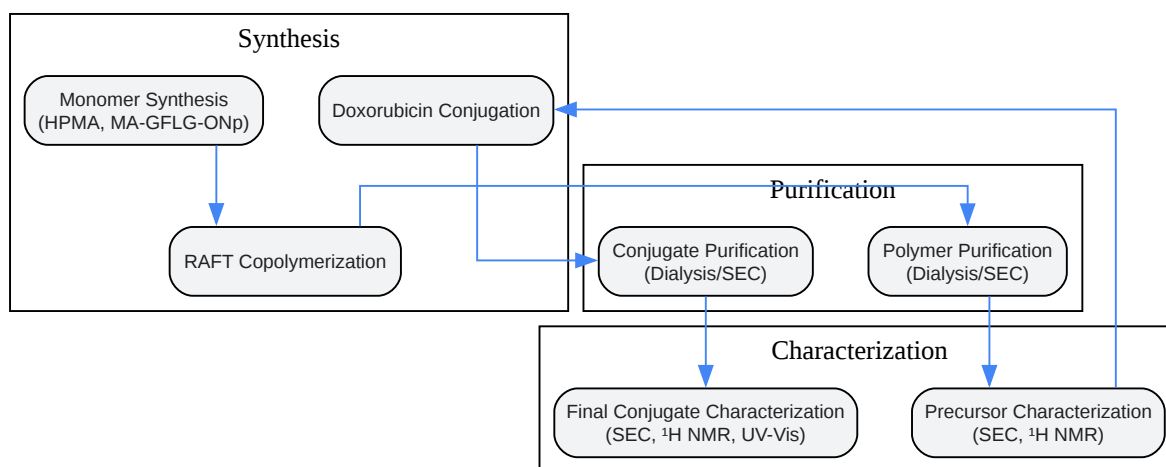 Synthesis
Monomer Synthesis
(HPMA, MA-GFLG-ONp)
Doxorubicin Conjugation
RAFT Copolymerization
Purification
Conjugate Purification
(Dialysis/SEC)
Polymer Purification
(Dialysis/SEC)
Characterization
Final Conjugate Characterization
(SEC, ¹H NMR, UV-Vis)
Precursor Characterization
(SEC, ¹H NMR)